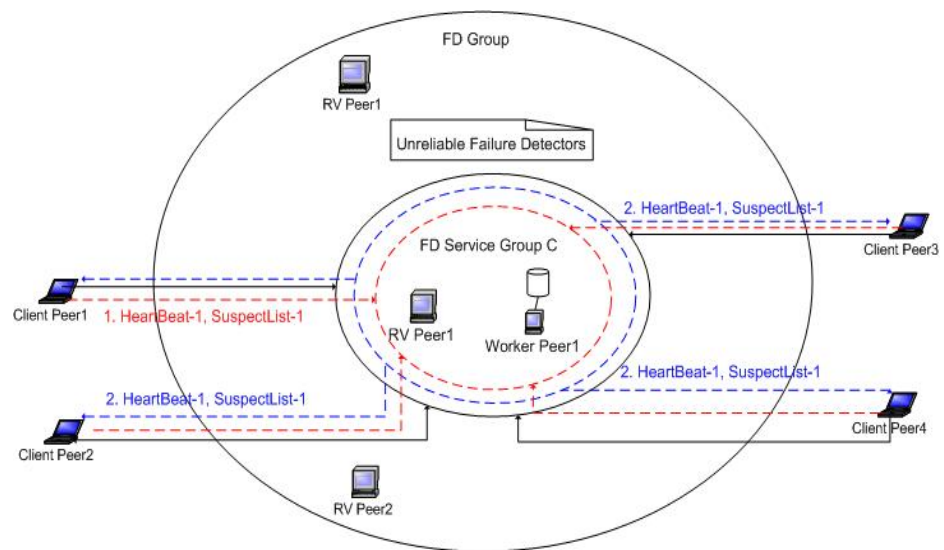 FD Group
RV Peer1
Unreliable Failure Detectors
2. HeartBeat-1, SuspectList-1
FD Service Group C
Client Peer3
Client Peer1
1. HearBeat-1, SuspectList-1
RV Peer1
Worker Peer1
2. HeartBeat-1, SuspectList-1
2. HeartBeat-1, SuspectList-1
Client Peer4
Client Peer2
RV Peer2